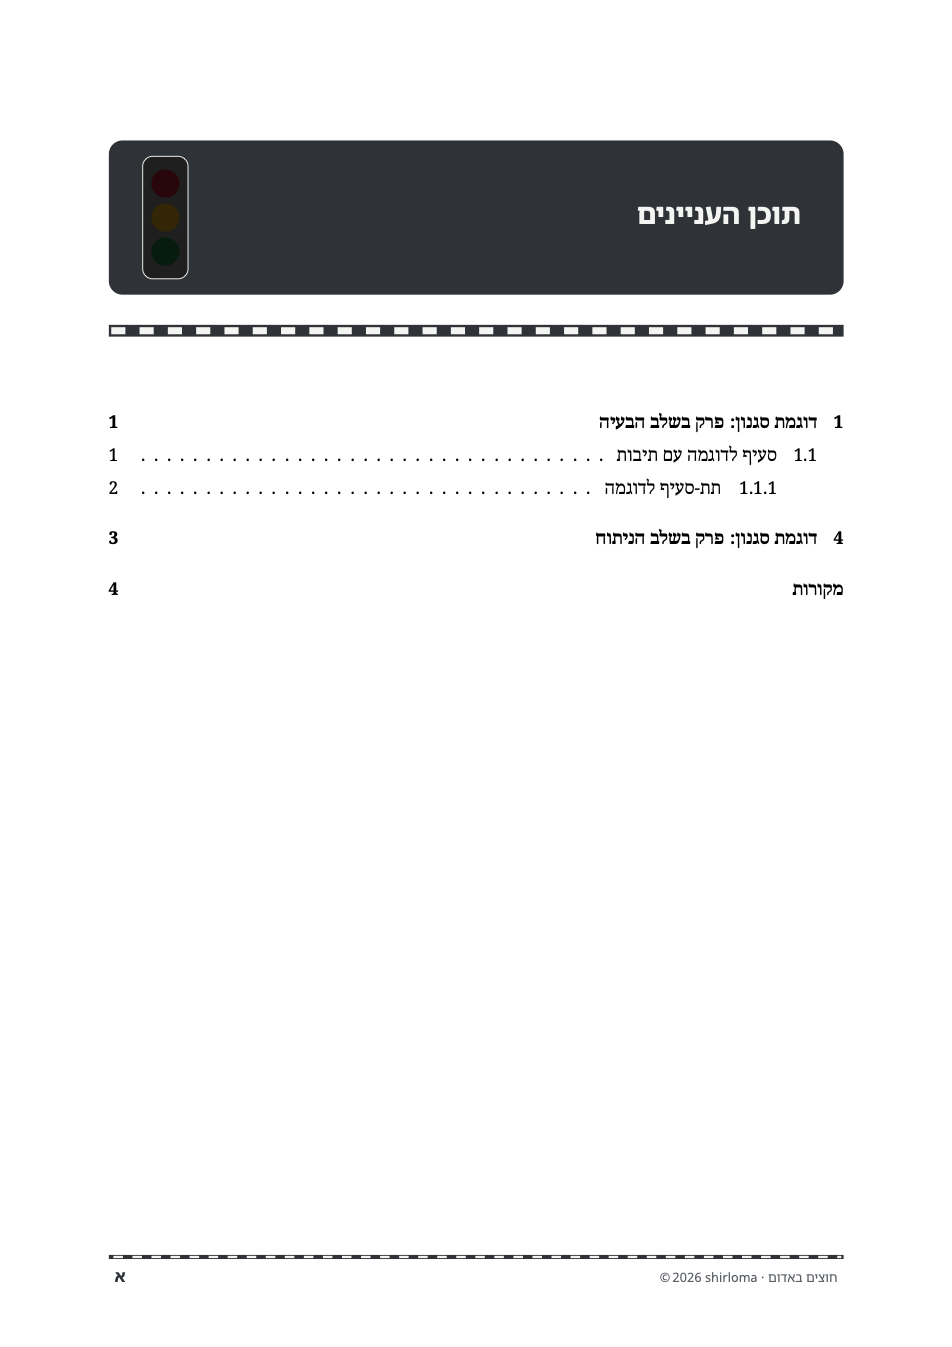 תוכן העניינים
1 דוגמת סגנון: פרק בשלב הבעיה 1
1.1 סעיף לדוגמה עם תיבות . . . . . . . . . . . . . . . . . . . . . . . . . . . . . . . . . . . . 1
1.1.1 תת-סעיף לדוגמה . . . . . . . . . . . . . . . . . . . . . . . . . . . . . . . . . . . 2
4 דוגמת סגנון: פרק בשלב הניתוח 3
מקורות 4
חוצים באדום · shirloma 2026 © א